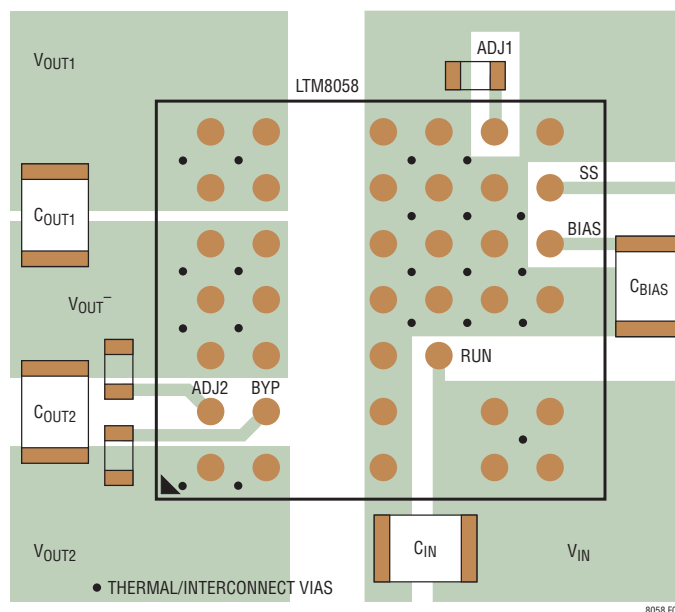 VOUT1
ADJ1
LTM8058
SS
COUT1
BIAS
CBIAS
VOUT–
RUN
ADJ2 BYP
COUT2
CIN
VOUT2
VIN
• THERMAL/INTERCONNECT VIAS